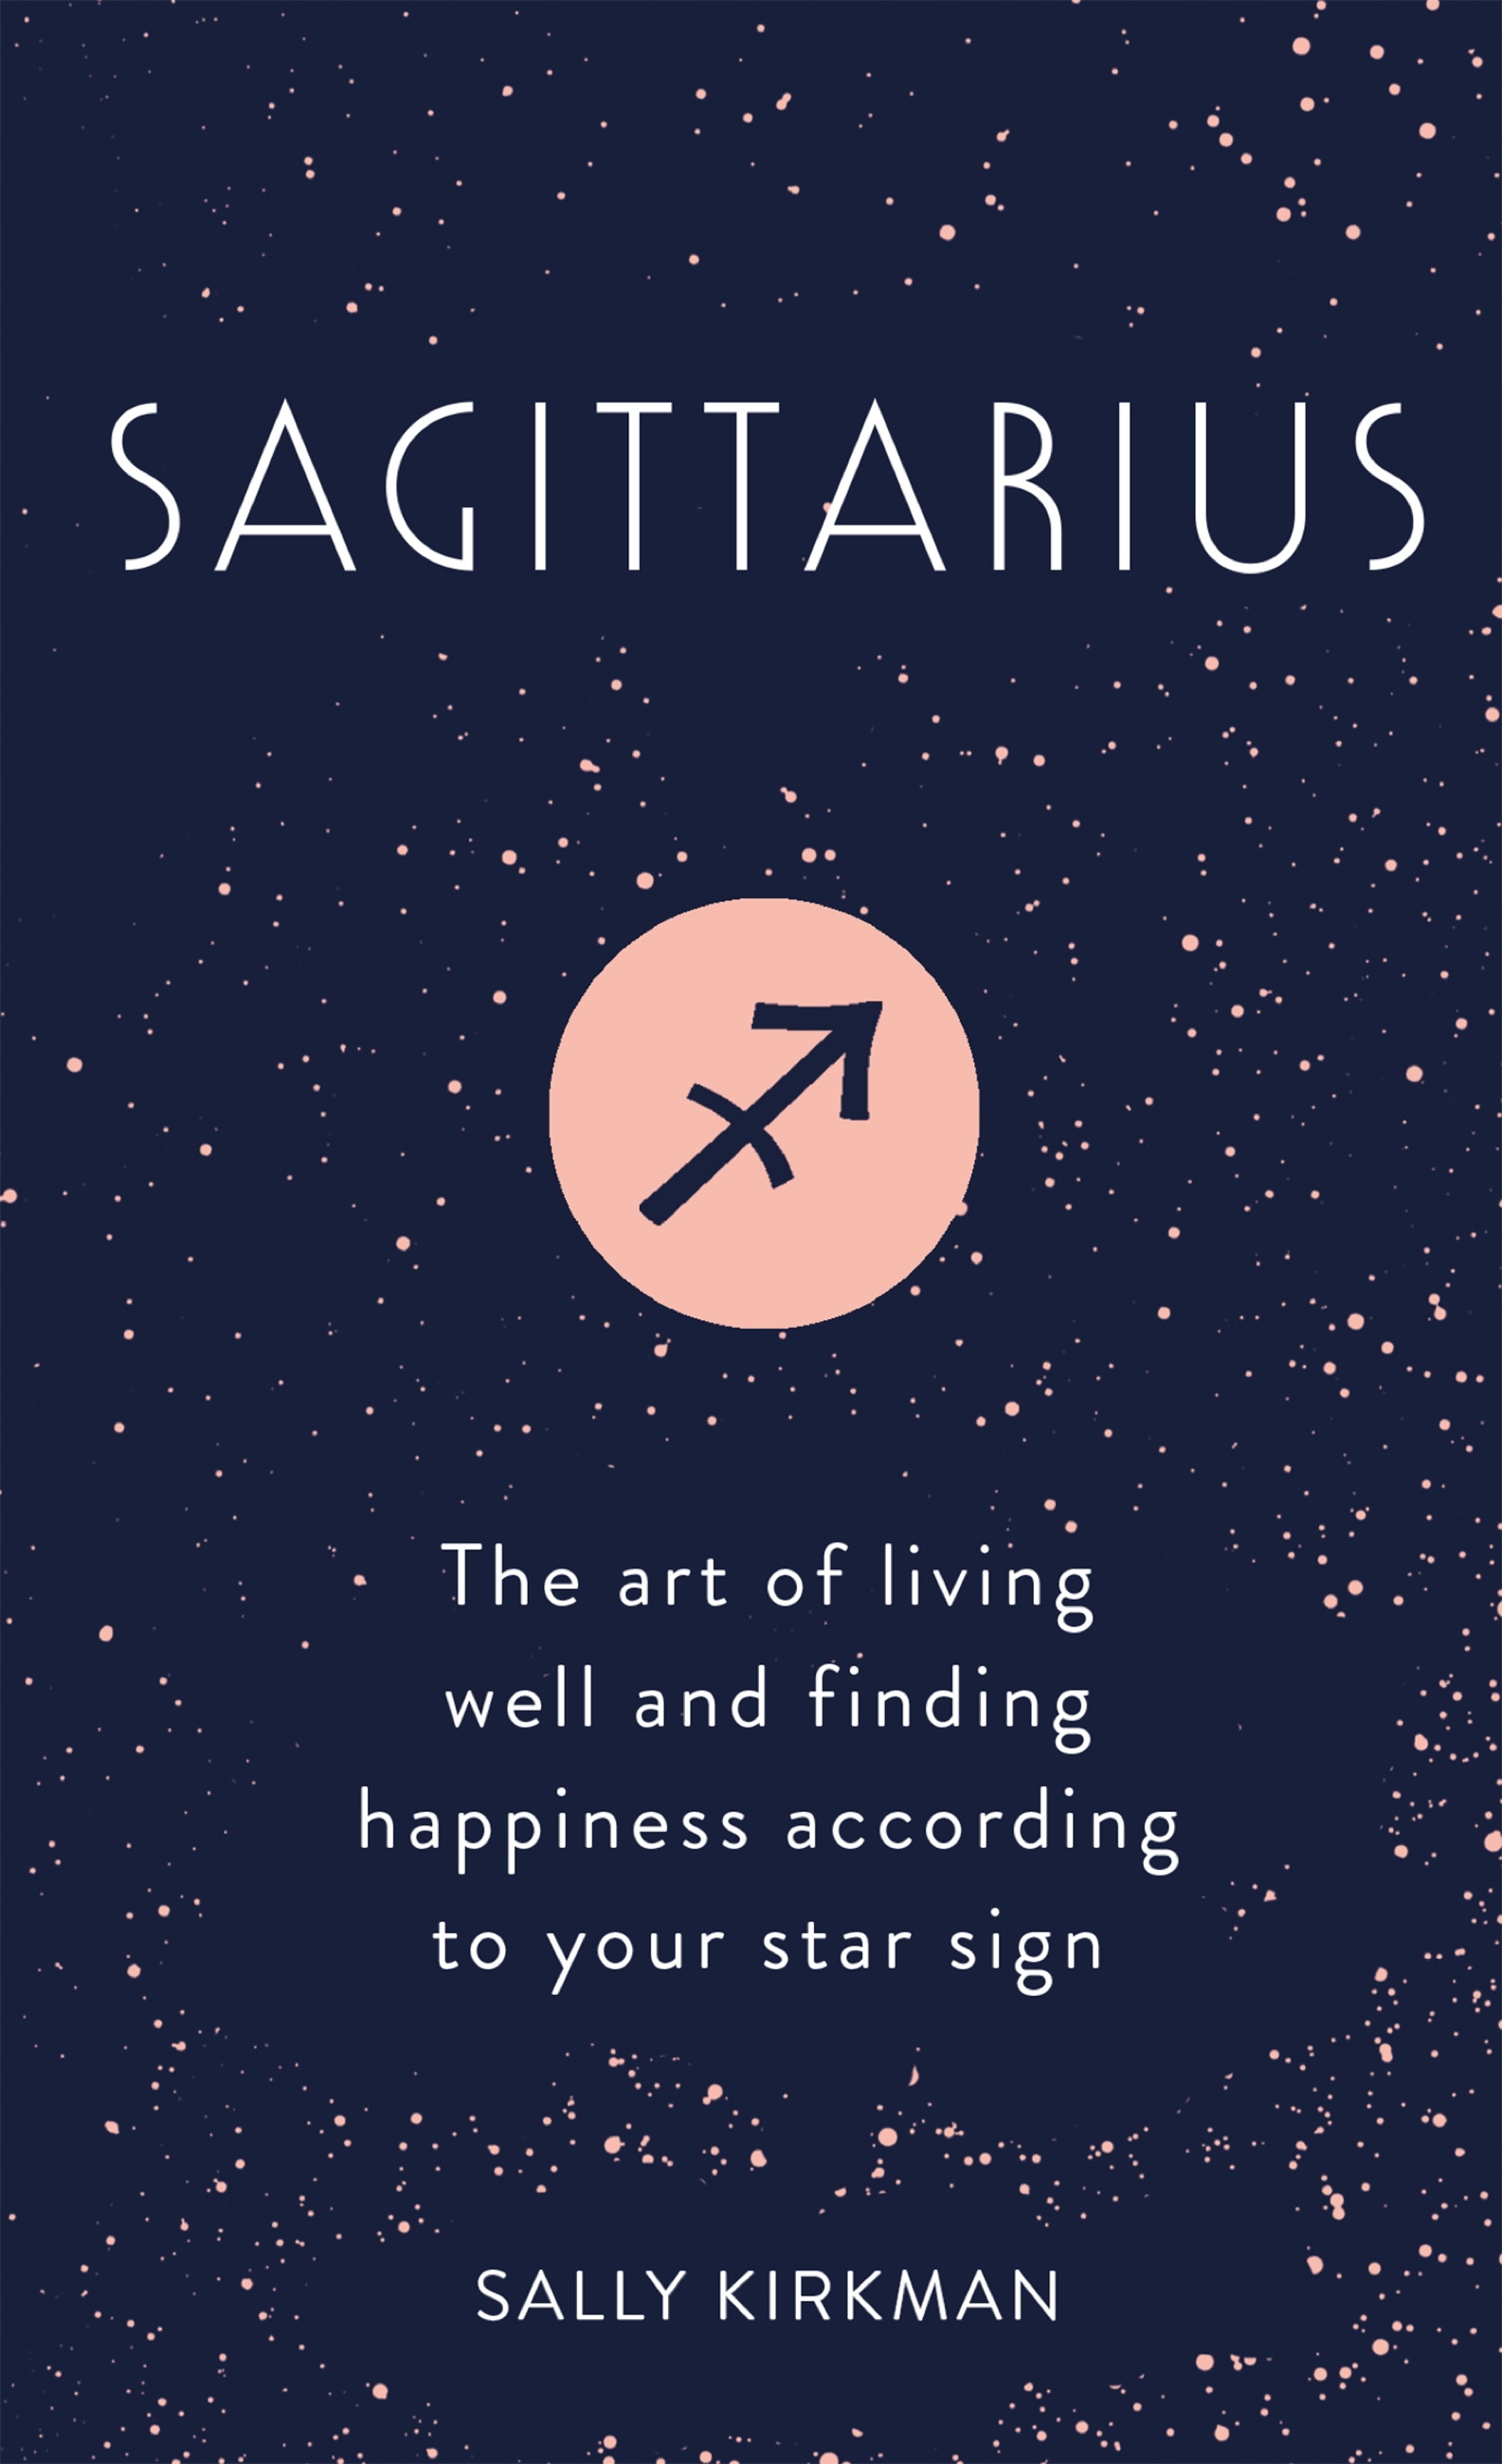 SAGITTARIUS
The art of living
well and finding
happiness according
to your star sign
SALLY KIRKMAN